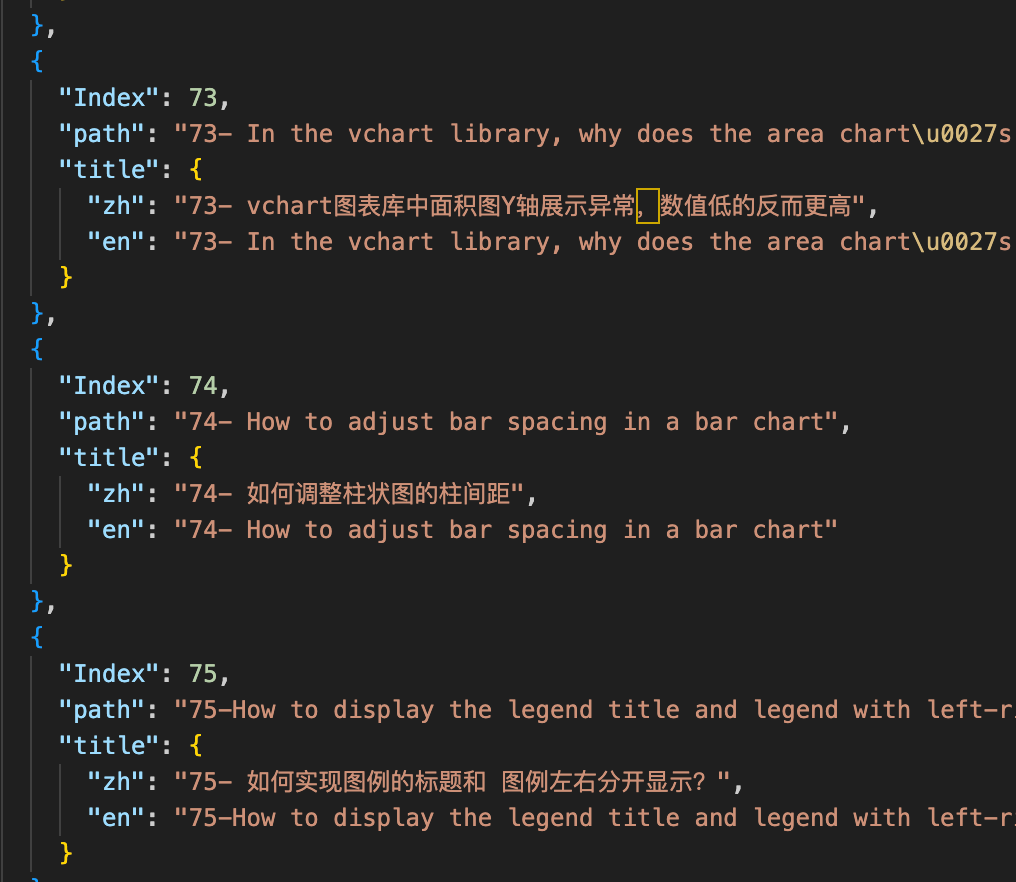 },
{
"Index": 73,
"path": "73- In the vchart library, why does the area chart\u0027s
"title": {
"zh": "73- vchart图表库中面积图Y轴展示异常，数值低的反而更高",
"en": "73- In the vchart library, why does the area chart\u0027s
}
},
{
"Index": 74,
"path": "74- How to adjust bar spacing in a bar chart",
"title": {
"zh": "74- 如何调整柱状图的柱间距",
"en": "74- How to adjust bar spacing in a bar chart"
}
},
{
"Index": 75,
"path": "75-How to display the legend title and legend with left-ri
"title": {
"zh": "75- 如何实现图例的标题和 图例左右分开显示？",
"en": "75-How to display the legend title and legend with left-ri
}